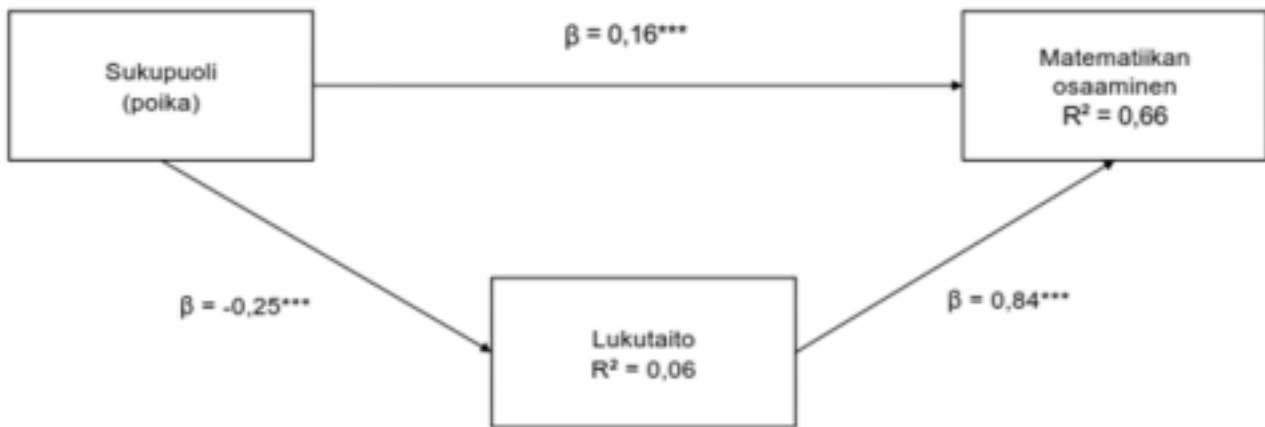 β = 0,16***
Sukupuoli
(poika)
Matematiikan
osaaminen
R² = 0,66
β = -0,25***
β = 0,84***
Lukutaito
R² = 0,06